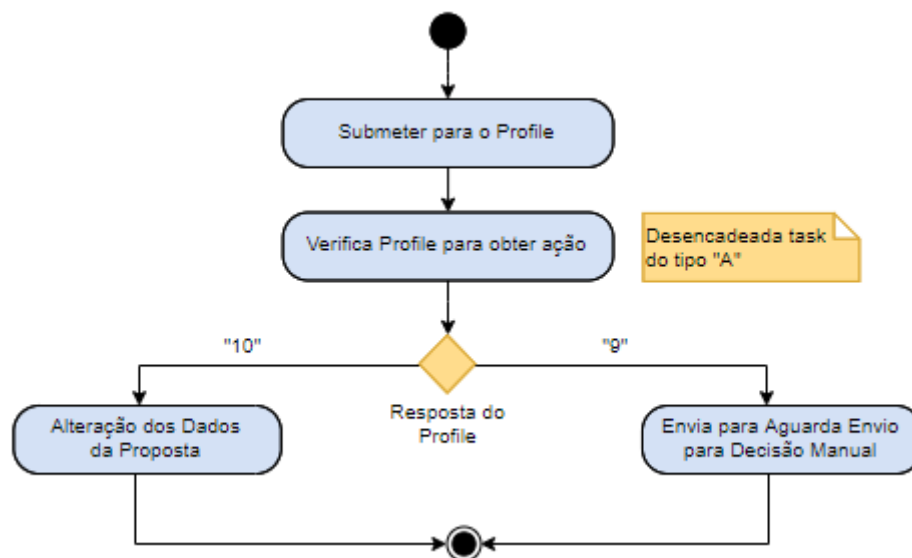 Submeter para o Profile
Verifica Profile para obter ação
Desencadeada task
do tipo "A"
"10"
"9"
Resposta do
Profile
Alteração dos Dados
da Proposta
Envia para Aguarda Envio
para Decisão Manual